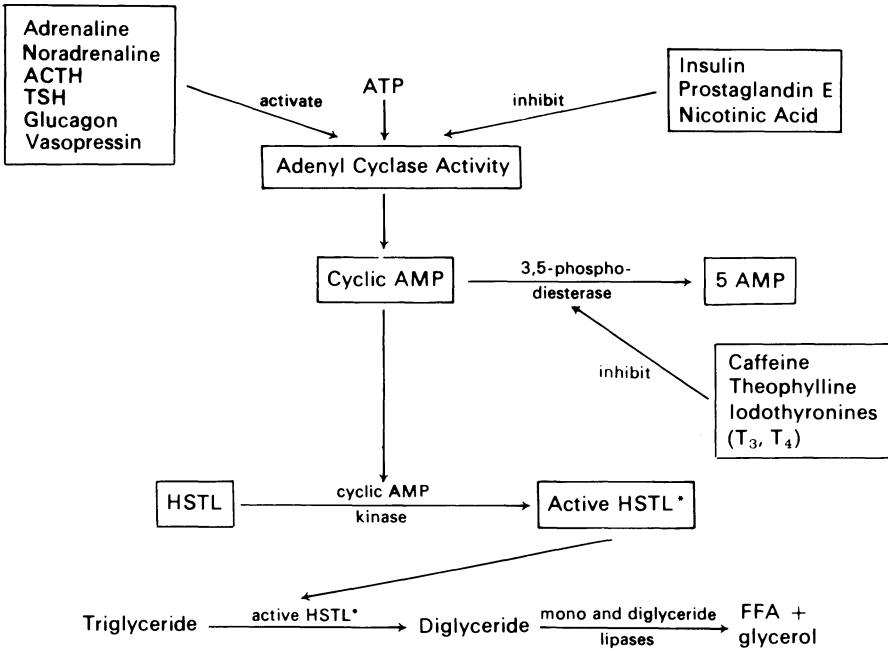 Adrenaline
Noradrenaline
ACTH
TSH
Glucagon
Vasopressin
activate
ATP
inhibit
Insulin
Prostaglandin E
Nicotinic Acid
Adenyl Cyclase Activity
Cyclic AMP
3,5-phospho-
diesterase
5 AMP
inhibit
Caffeine
Theophylline
Iodothyronines
(T₃, T₄)
HSTL
cyclic AMP
kinase
Active HSTL*
Triglyceride
active HSTL*
Diglyceride
mono and diglyceride
lipases
FFA +
glycerol